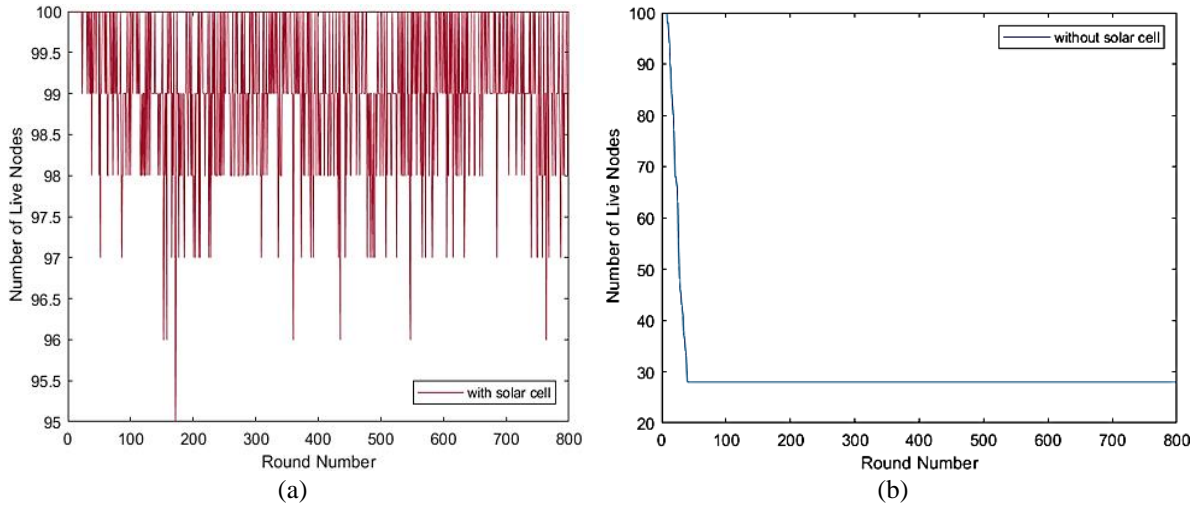 100
99.5
99
98.5
98
97.5
97
96.5
96
95.5
95
Number of Live Nodes
with solar cell
0 100 200 300 400 500 600 700 800
Round Number
(a)
100
90
80
70
60
50
40
30
20
Number of Live Nodes
without solar cell
0 100 200 300 400 500 600 700 800
Round Number
(b)